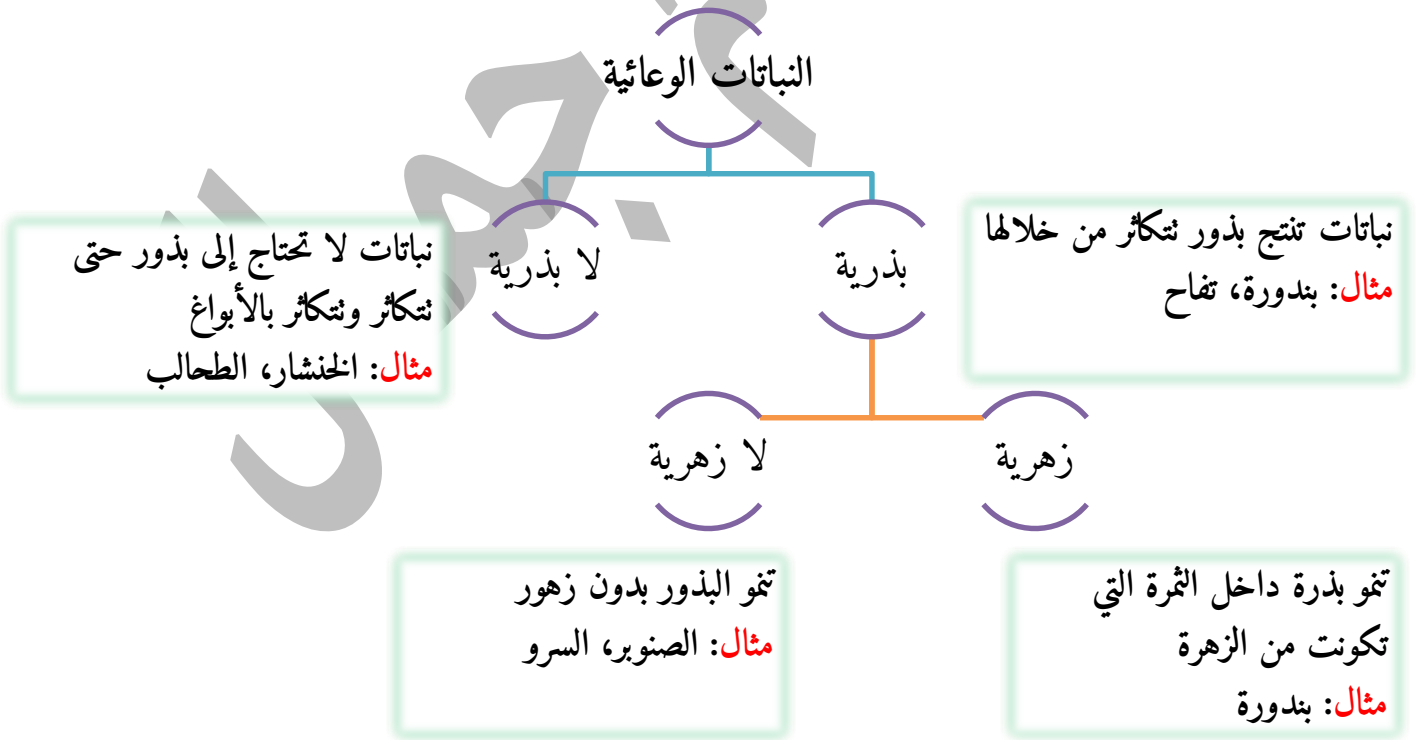 النباتات الوعائية
نباتات تنتج بذور تتكاثر من خلالها
مثال: بندورة، تفاح
بذرية
لا بذرية
نباتات لا تحتاج إلى بذور حتى
تتكاثر وتتكاثر بالأبواغ
مثال: الخنشار، الطحالب
زهرية
لا زهرية
تنمو بذرة داخل الثمرة التي
تكونت من الزهرة
مثال: بندورة
تنمو البذور بدون زهور
مثال: الصنوبر، السرو